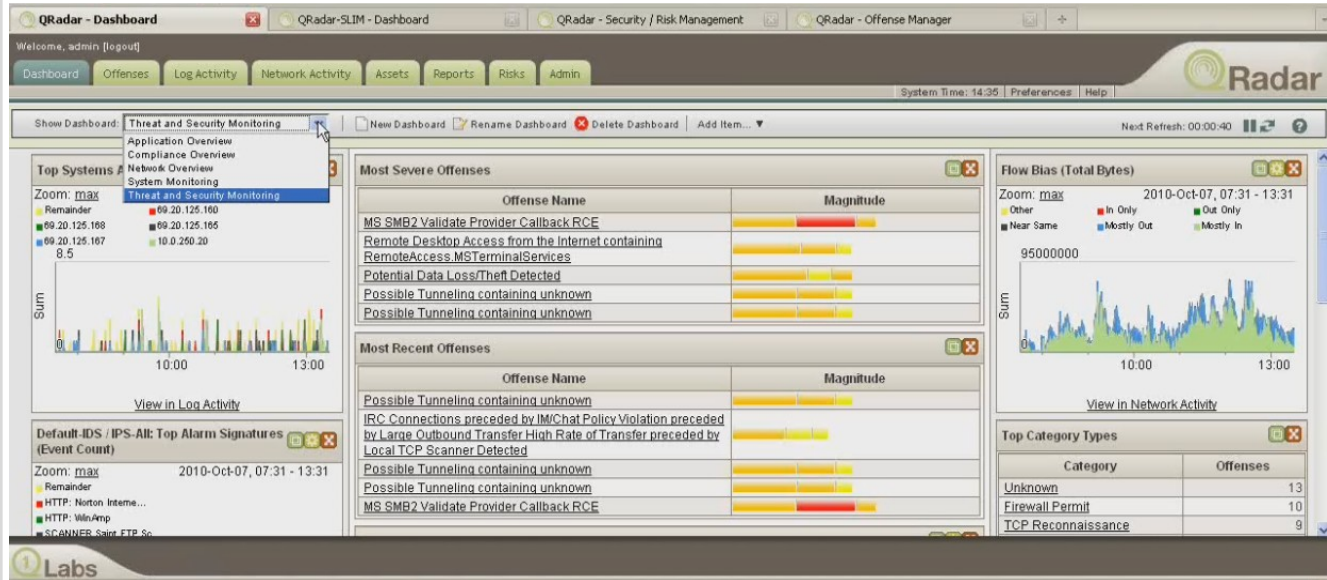 QRadar - Dashboard
QRadar-SLIM - Dashboard
QRadar - Security / Risk Management
QRadar - Offense Manager
Welcome, admin [logout]
Dashboard
Offenses
Log Activity
Network Activity
Assets
Reports
Risks
Admin
System Time: 14:35
Preferences
Help
QRadar
Show Dashboard:
Threat and Security Monitoring
New Dashboard
Rename Dashboard
Delete Dashboard
Add Item...
Next Refresh: 00:00:40
Application Overview
Compliance Overview
Network Overview
System Monitoring
Threat and Security Monitoring
Top Systems
Zoom: max
Remainder
69.20.125.160
69.20.125.168
69.20.125.165
69.20.125.167
10.0.250.20
8.5
Sum
0
10:00
13:00
View in Log Activity
Default-IDS / IPS-All: Top Alarm Signatures
(Event Count)
Zoom: max
2010-Oct-07, 07:31 - 13:31
Remainder
HTTP: Norton Interne...
HTTP: WinAmp
SCANNER Saint FTP Sc
Most Severe Offenses
Offense Name
Magnitude
MS SMB2 Validate Provider Callback RCE
Remote Desktop Access from the Internet containing
RemoteAccess.MSTerminalServices
Potential Data Loss/Theft Detected
Possible Tunneling containing unknown
Possible Tunneling containing unknown
Most Recent Offenses
Offense Name
Magnitude
Possible Tunneling containing unknown
IRC Connections preceded by IM/Chat Policy Violation preceded
by Large Outbound Transfer High Rate of Transfer preceded by
Local TCP Scanner Detected
Possible Tunneling containing unknown
Possible Tunneling containing unknown
MS SMB2 Validate Provider Callback RCE
Flow Bias (Total Bytes)
Zoom: max
2010-Oct-07, 07:31 - 13:31
Other
In Only
Out Only
Near Same
Mostly Out
Mostly In
95000000
Sum
0
10:00
13:00
View in Network Activity
Top Category Types
Category
Offenses
Unknown
13
Firewall Permit
10
TCP Reconnaissance
9
1 Labs